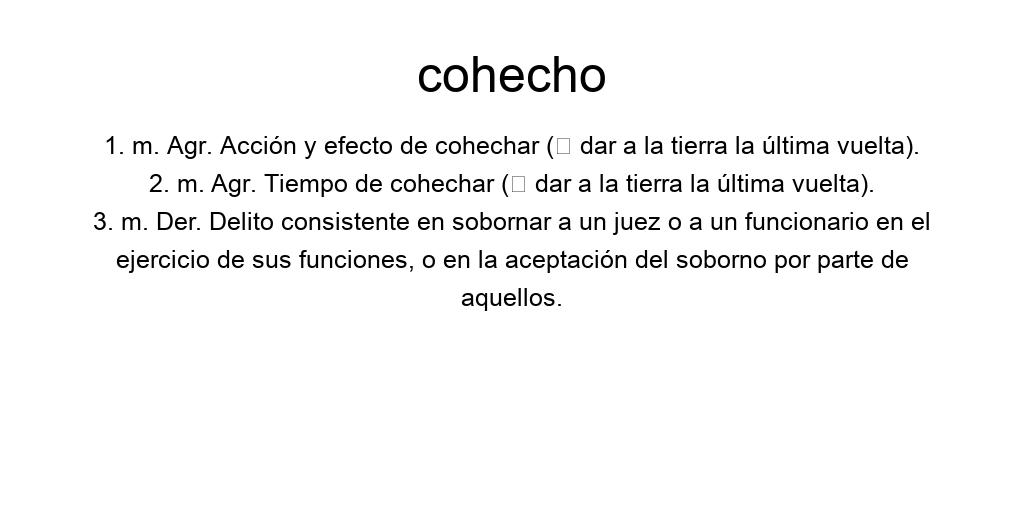 cohecho
1. m. Agr. Acción y efecto de cohechar (□ dar a la tierra la última vuelta).
2. m. Agr. Tiempo de cohechar (□ dar a la tierra la última vuelta).
3. m. Der. Delito consistente en sobornar a un juez o a un funcionario en el
ejercicio de sus funciones, o en la aceptación del soborno por parte de
aquellos.